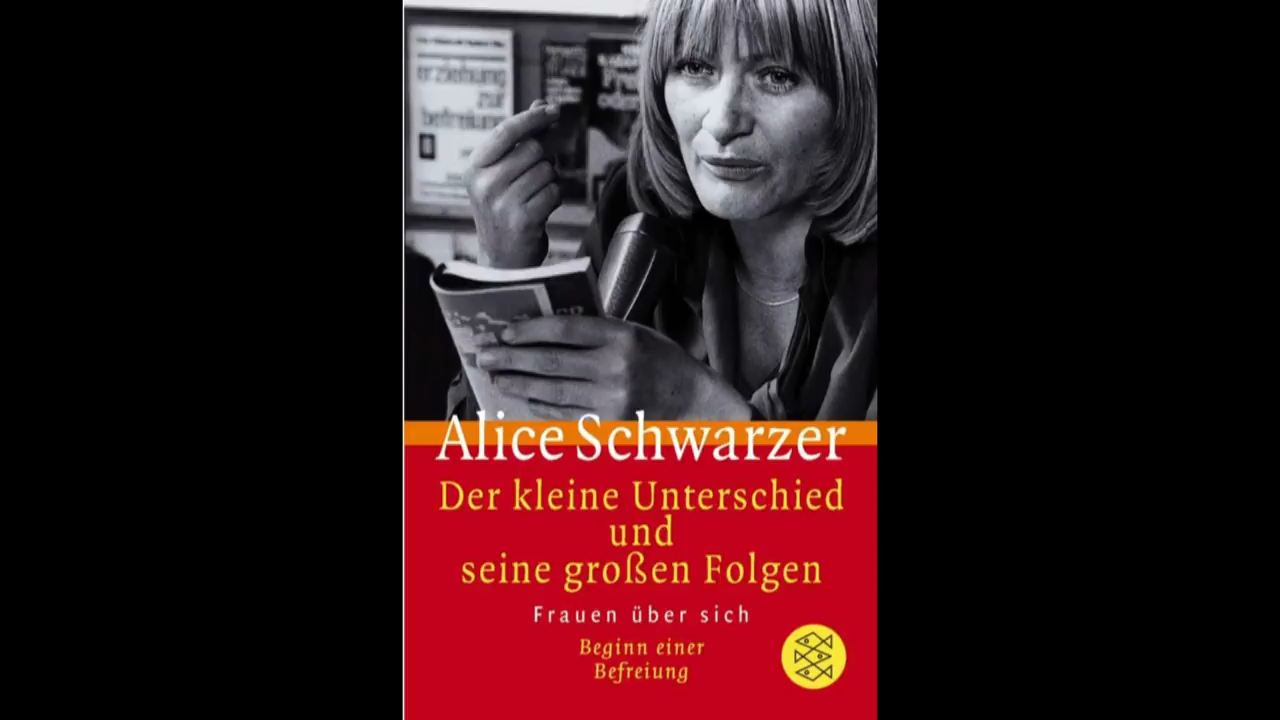 erziehung
zur
befreiung
Alice Schwarzer
Der kleine Unterschied
und
seine großen Folgen
Frauen über sich
Beginn einer
Befreiung